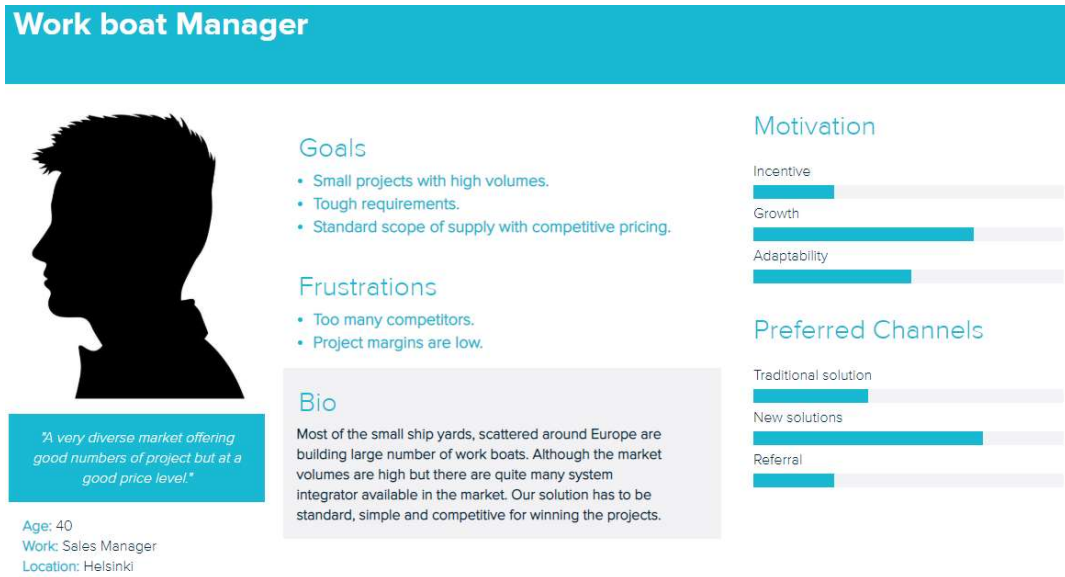 Work boat Manager
"A very diverse market offering
good numbers of project but at a
good price level."
Age: 40
Work: Sales Manager
Location: Helsinki
Goals
• Small projects with high volumes.
• Tough requirements.
• Standard scope of supply with competitive pricing.
Frustrations
• Too many competitors.
• Project margins are low.
Bio
Most of the small ship yards, scattered around Europe are
building large number of work boats. Although the market
volumes are high but there are quite many system
integrator available in the market. Our solution has to be
standard, simple and competitive for winning the projects.
Motivation
Incentive
Growth
Adaptability
Preferred Channels
Traditional solution
New solutions
Referral